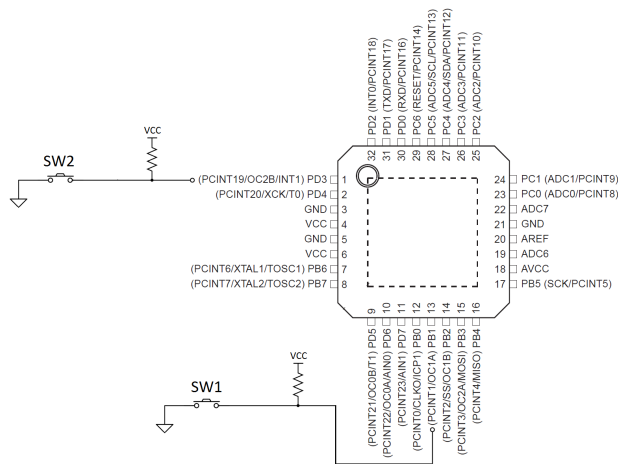 32 PD2 (INT0/PCINT18)
31 PD1 (TXD/PCINT17)
30 PD0 (RXD/PCINT16)
29 PC6 (RESET/PCINT14)
28 PC5 (ADC5/SCL/PCINT13)
27 PC4 (ADC4/SDA/PCINT12)
26 PC3 (ADC3/PCINT11)
25 PC2 (ADC2/PCINT10)
VCC
SW2
(PCINT19/OC2B/INT1) PD3 1
(PCINT20/XCK/T0) PD4 2
GND 3
VCC 4
GND 5
VCC 6
(PCINT6/XTAL1/TOSC1) PB6 7
(PCINT7/XTAL2/TOSC2) PB7 8
24 PC1 (ADC1/PCINT9)
23 PC0 (ADC0/PCINT8)
22 ADC7
21 GND
20 AREF
19 ADC6
18 AVCC
17 PB5 (SCK/PCINT5)
(PCINT21/OC0B/T1) PD5 9
(PCINT22/OC0A/AIN0) PD6 10
(PCINT23/AIN1) PD7 11
(PCINT0/CLKO/ICP1) PB0 12
(PCINT1/OC1A) PB1 13
(PCINT2/SS/OC1B) PB2 14
(PCINT3/OC2A/MOSI) PB3 15
(PCINT4/MISO) PB4 16
VCC
SW1